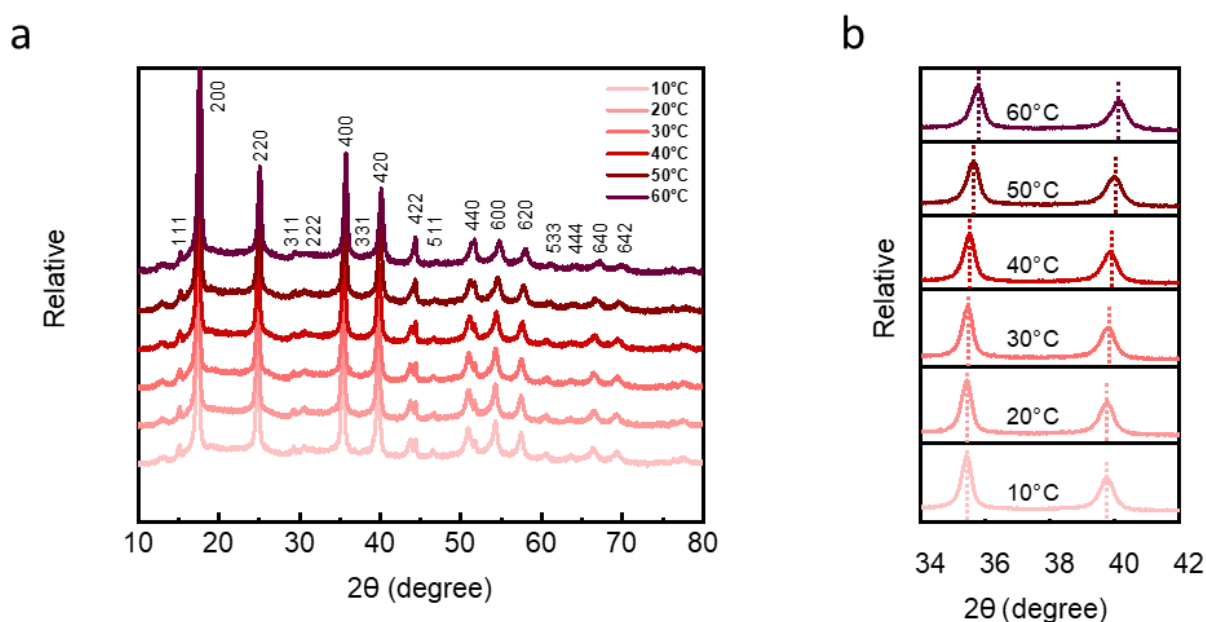 a
b
Relative
200
220
400
420
111
311
222
331
422
511
440
600
620
533
444
640
642
10°C
20°C
30°C
40°C
50°C
60°C
10 20 30 40 50 60 70 80
2θ (degree)
Relative
60°C
50°C
40°C
30°C
20°C
10°C
34 36 38 40 42
2θ (degree)